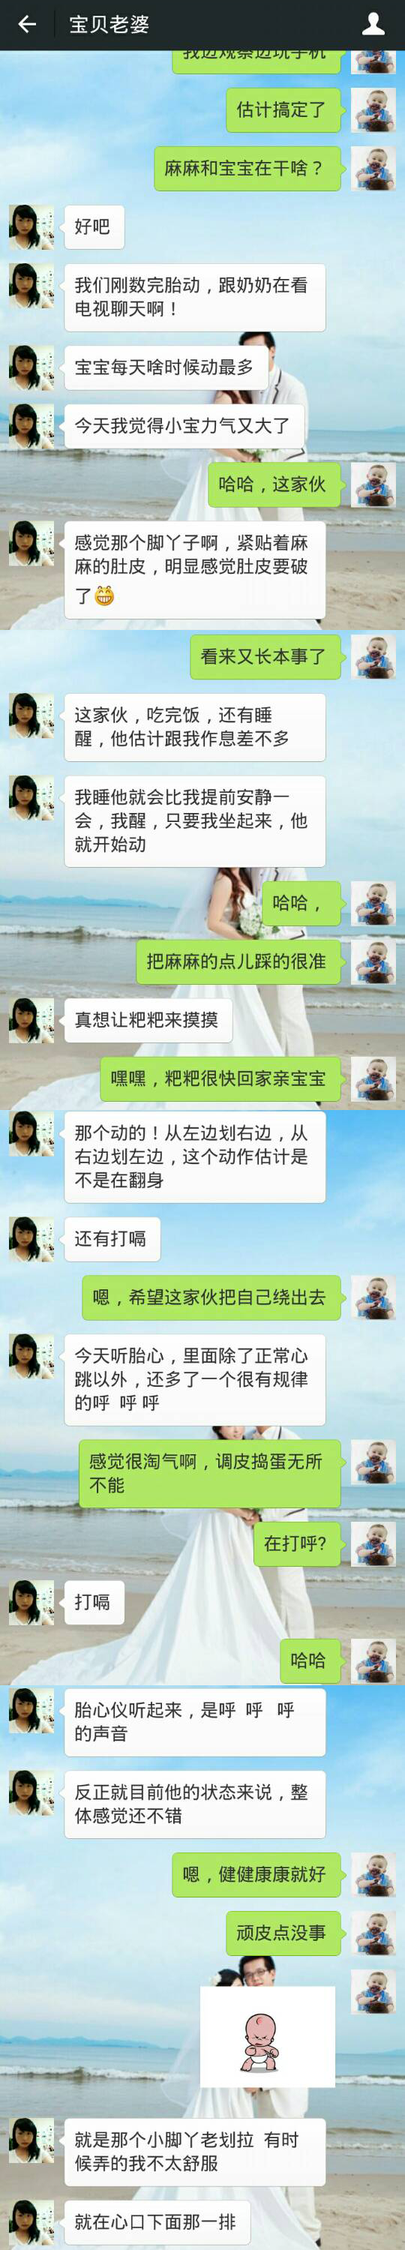 宝贝老婆
我边观察边玩手机
估计搞定了
麻麻和宝宝在干啥？
好吧
我们刚数完胎动，跟奶奶在看
电视聊天啊！
宝宝每天啥时候动最多
今天我觉得小宝力气又大了
哈哈，这家伙
感觉那个脚丫子啊，紧贴着麻
麻的肚皮，明显感觉肚皮要破
了😁
看来又长本事了
这家伙，吃完饭，还有睡
醒，他估计跟我作息差不多
我睡他就会比我提前安静一
会，我醒，只要我坐起来，他
就开始动
哈哈，
把麻麻的点儿踩的很准
真想让粑粑来摸摸
嘿嘿，粑粑很快回家亲宝宝
那个动的！从左边划右边，从
右边划左边，这个动作估计是
不是在翻身
还有打嗝
嗯，希望这家伙把自己绕出去
今天听胎心，里面除了正常心
跳以外，还多了一个很有规律
的呼 呼 呼
感觉很淘气啊，调皮捣蛋无所
不能
在打呼?
打嗝
哈哈
胎心仪听起来，是呼 呼 呼
的声音
反正就目前他的状态来说，整
体感觉还不错
嗯，健健康康就好
顽皮点没事
就是那个小脚丫老划拉 有时
候弄的我不太舒服
就在心口下面那一排